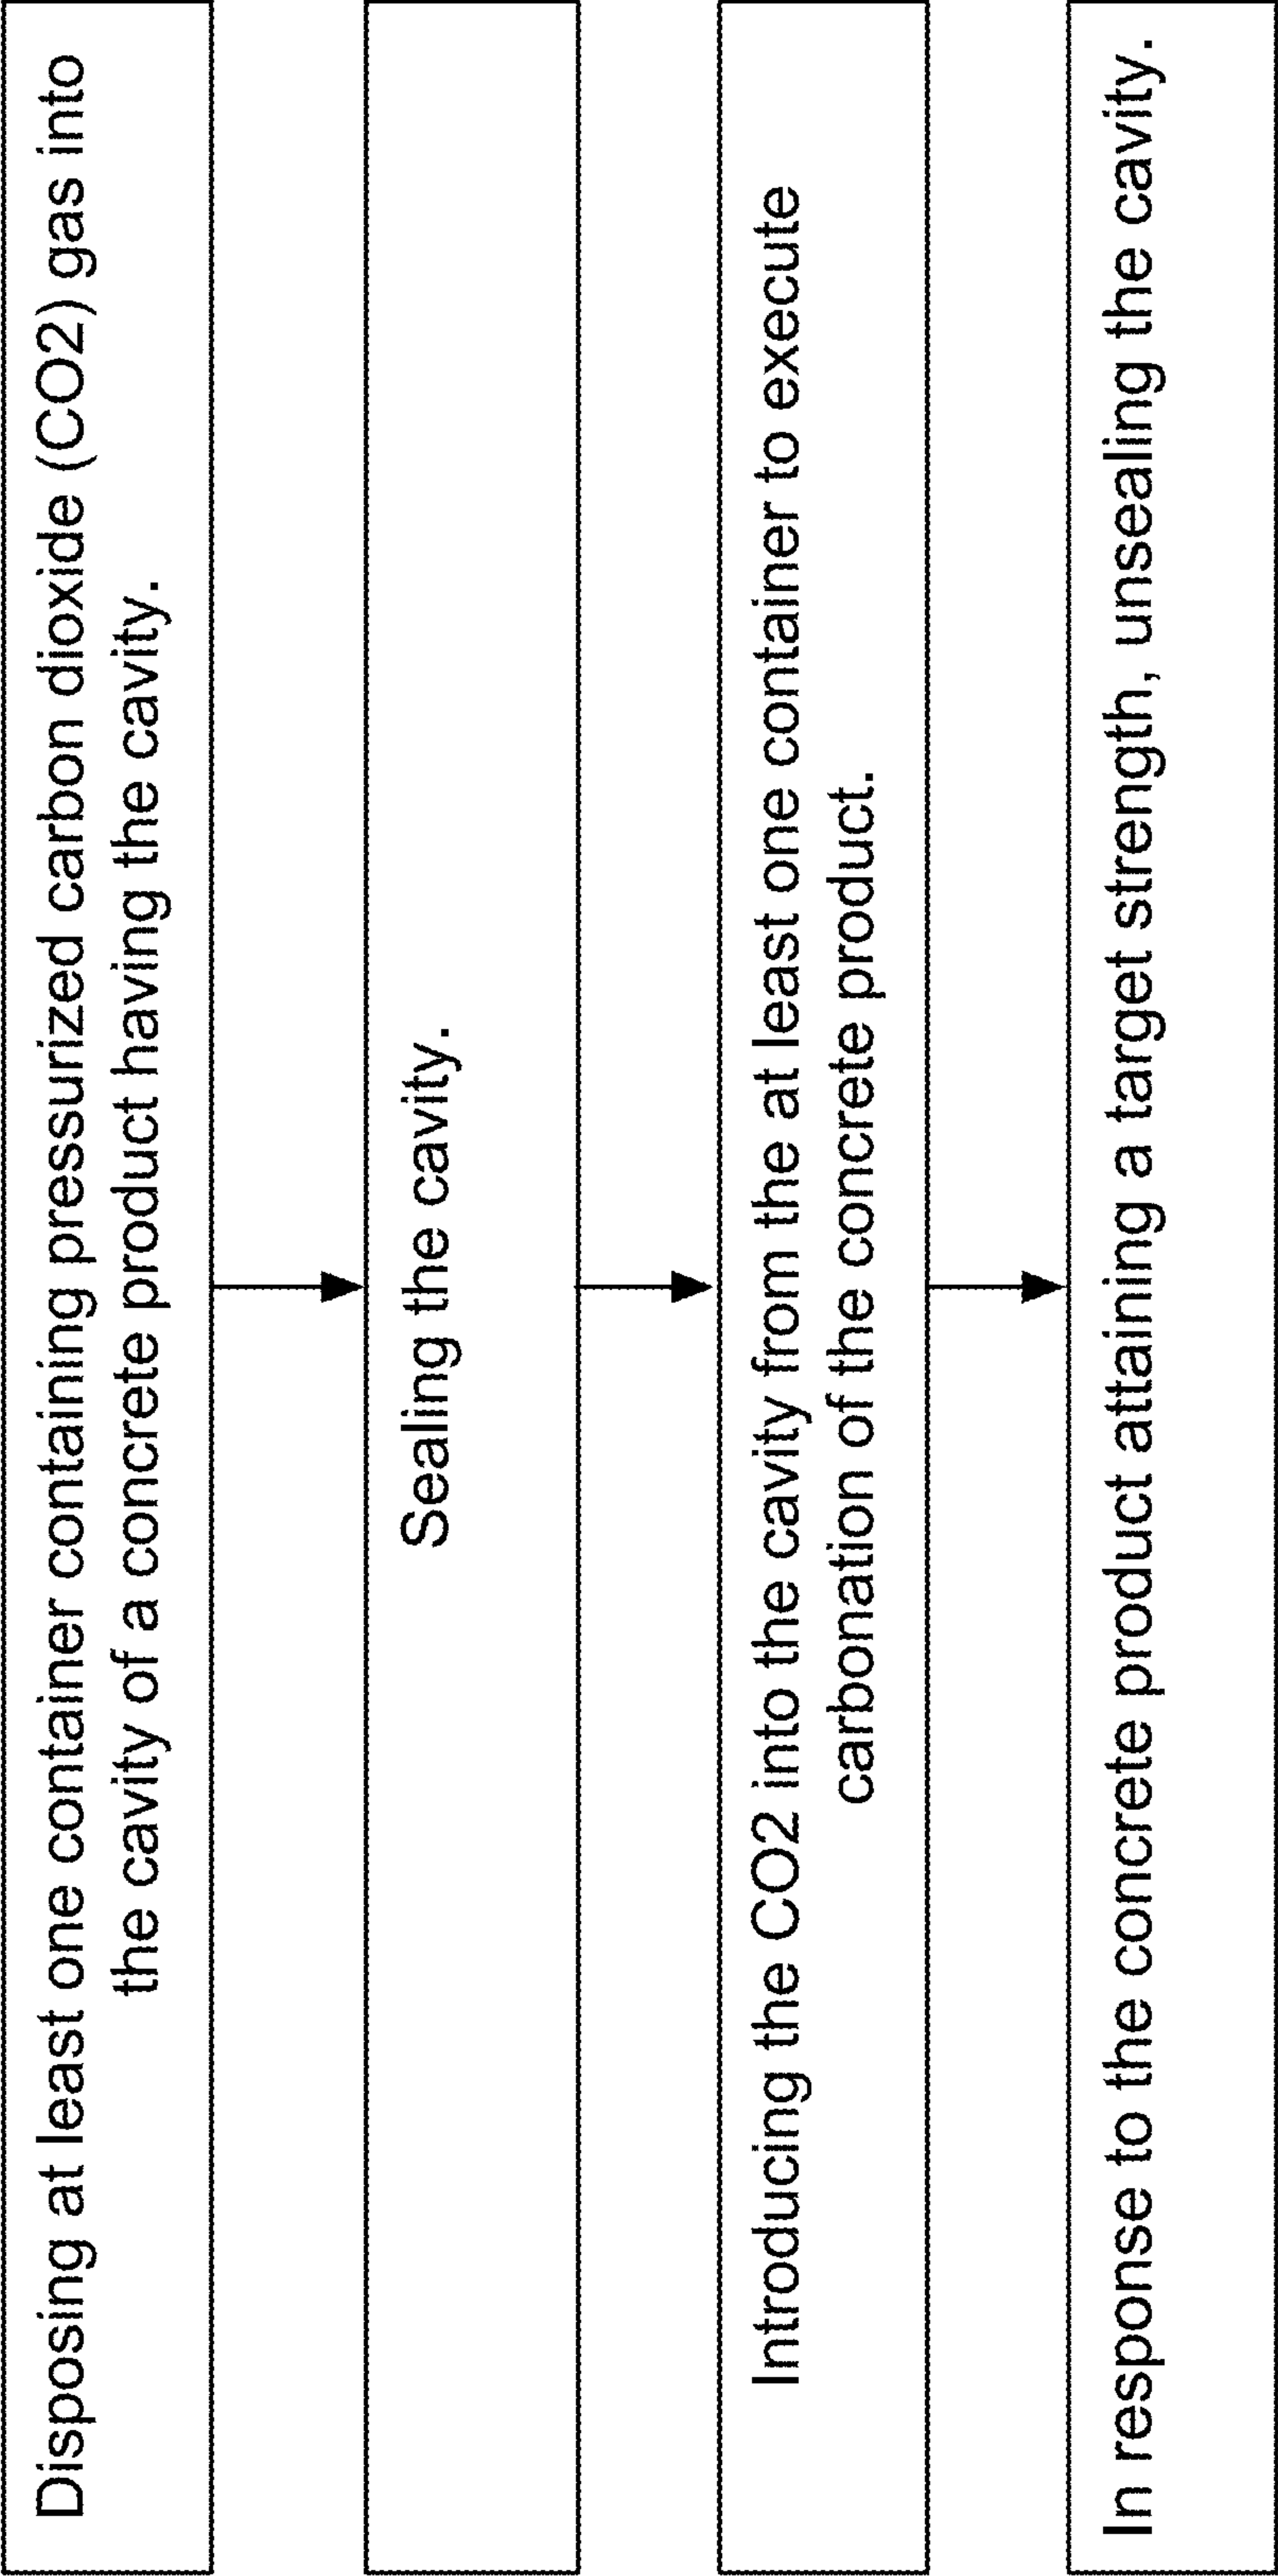 Disposing at least one container containing pressurized carbon dioxide (CO2) gas into
the cavity of a concrete product having the cavity.
Sealing the cavity.
Introducing the CO2 into the cavity from the at least one container to execute
carbonation of the concrete product.
In response to the concrete product attaining a target strength, unsealing the cavity.